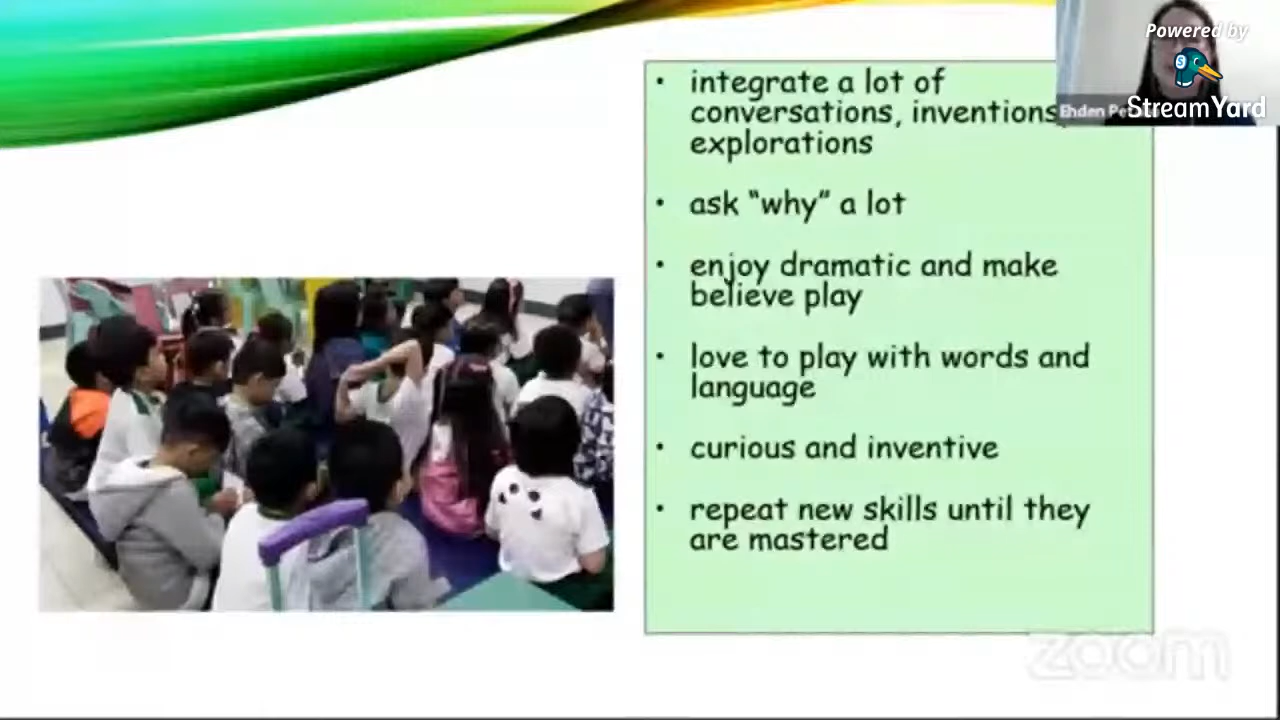 Powered by
StreamYard
Ehden
• integrate a lot of
conversations, inventions,
explorations
• ask “why” a lot
• enjoy dramatic and make
believe play
• love to play with words and
language
• curious and inventive
• repeat new skills until they
are mastered
zoom